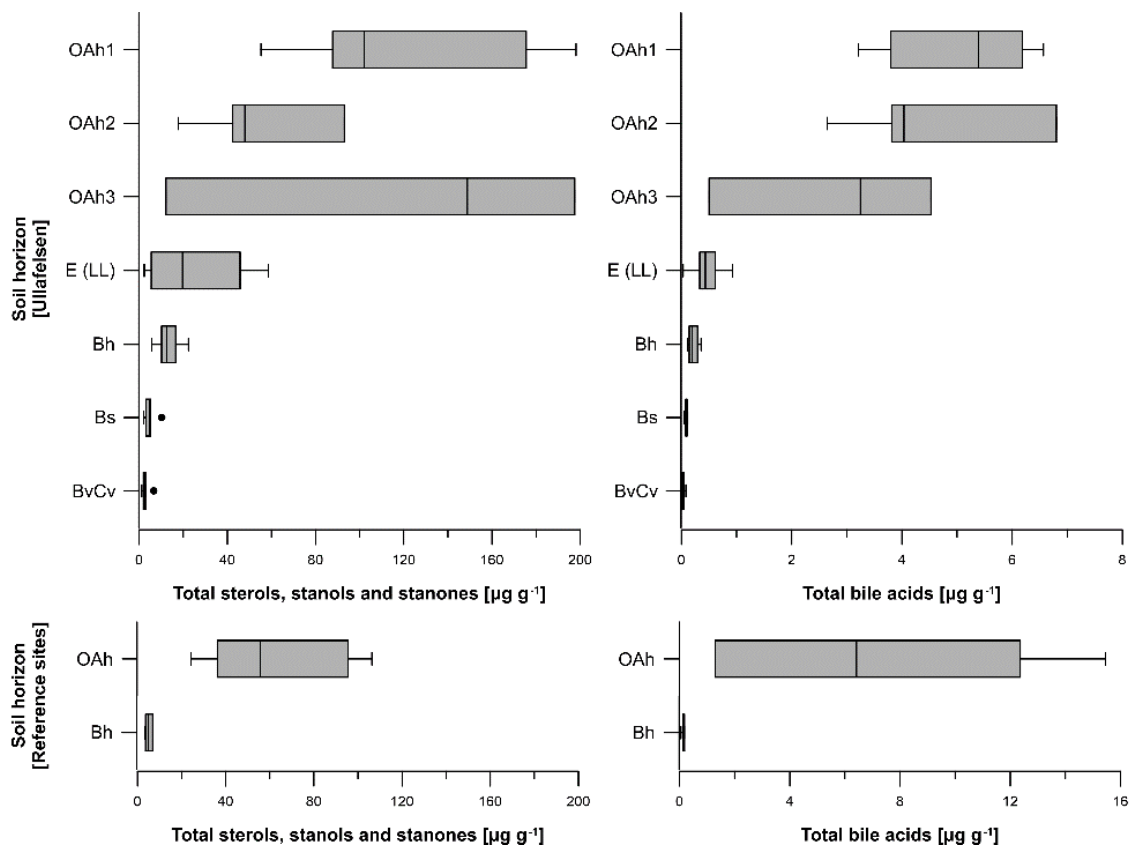 OAh1
OAh2
OAh3
E (LL)
Bh
Bs
BvCv
Soil horizon
[Ullafelsen]
0 40 80 120 160 200
Total sterols, stanols and stanones [µg g-1]
OAh1
OAh2
OAh3
E (LL)
Bh
Bs
BvCv
0 2 4 6 8
Total bile acids [µg g-1]
OAh
Bh
Soil horizon
[Reference sites]
0 40 80 120 160 200
Total sterols, stanols and stanones [µg g-1]
OAh
Bh
0 4 8 12 16
Total bile acids [µg g-1]